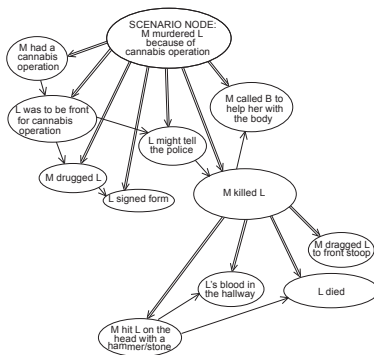 SCENARIO NODE:
M murdered L
because of
cannabis operation
M had a
cannabis
operation
L was to be front
for cannabis
operation
M called B to
help her with
the body
L might tell
the police
M drugged L
L signed form
M killed L
M dragged L
to front stoop
L's blood in
the hallway
L died
M hit L on the
head with a
hammer/stone